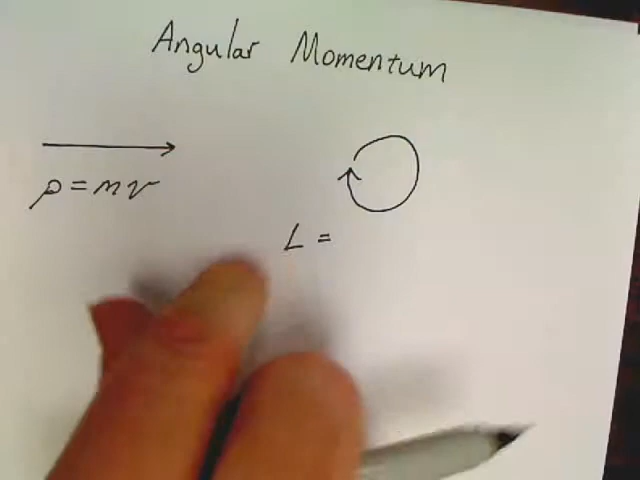 Angular Momentum
p = mv
L =